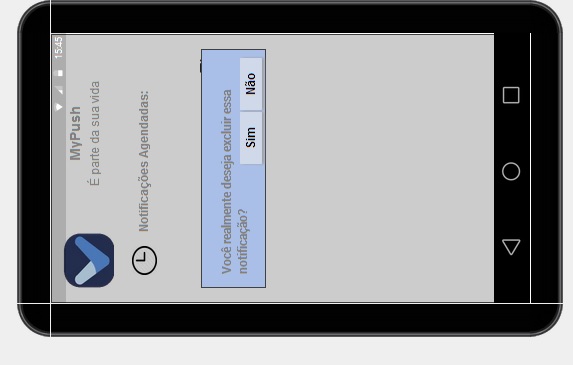 15:45
MyPush
É parte da sua vida
Notificações Agendadas:
Você realmente deseja excluir essa
notificação?
Sim Não